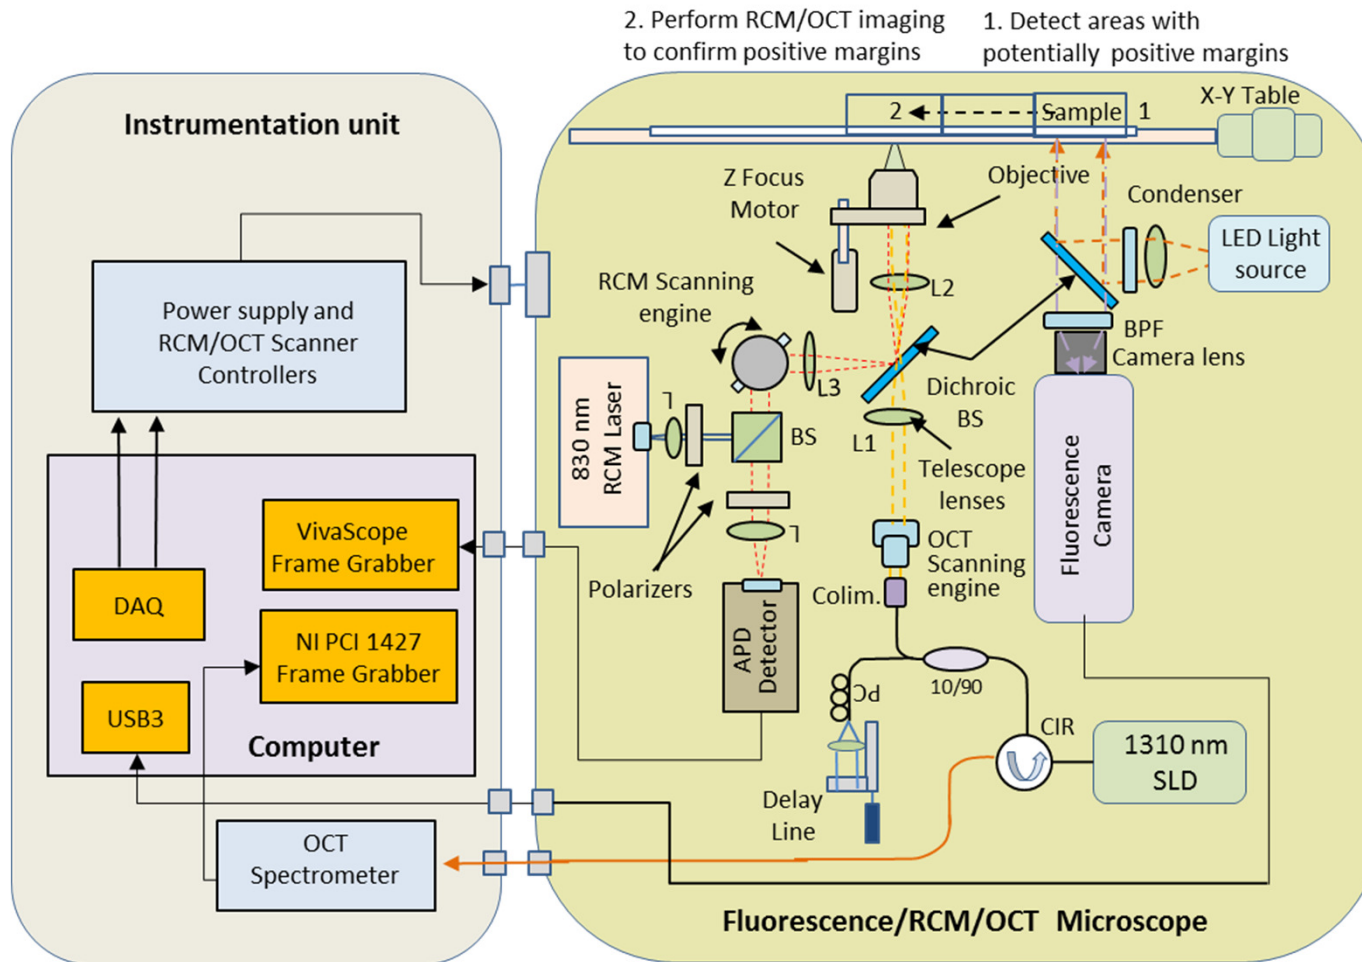 2. Perform RCM/OCT imaging
to confirm positive margins
1. Detect areas with
potentially positive margins
Instrumentation unit
2
Sample
1
X-Y Table
Z Focus
Motor
Objective
Condenser
LED Light
source
Power supply and
RCM/OCT Scanner
Controllers
RCM Scanning
engine
L2
BPF
Camera lens
L3
Dichroic
BS
830 nm
RCM Laser
L
BS
L1
Telescope
lenses
Fluorescence
Camera
VivaScope
Frame Grabber
L
OCT
Scanning
engine
Polarizers
Colim.
DAQ
NI PCI 1427
Frame Grabber
APD
Detector
10/90
PC
USB3
Computer
CIR
1310 nm
SLD
Delay
Line
OCT
Spectrometer
Fluorescence/RCM/OCT Microscope